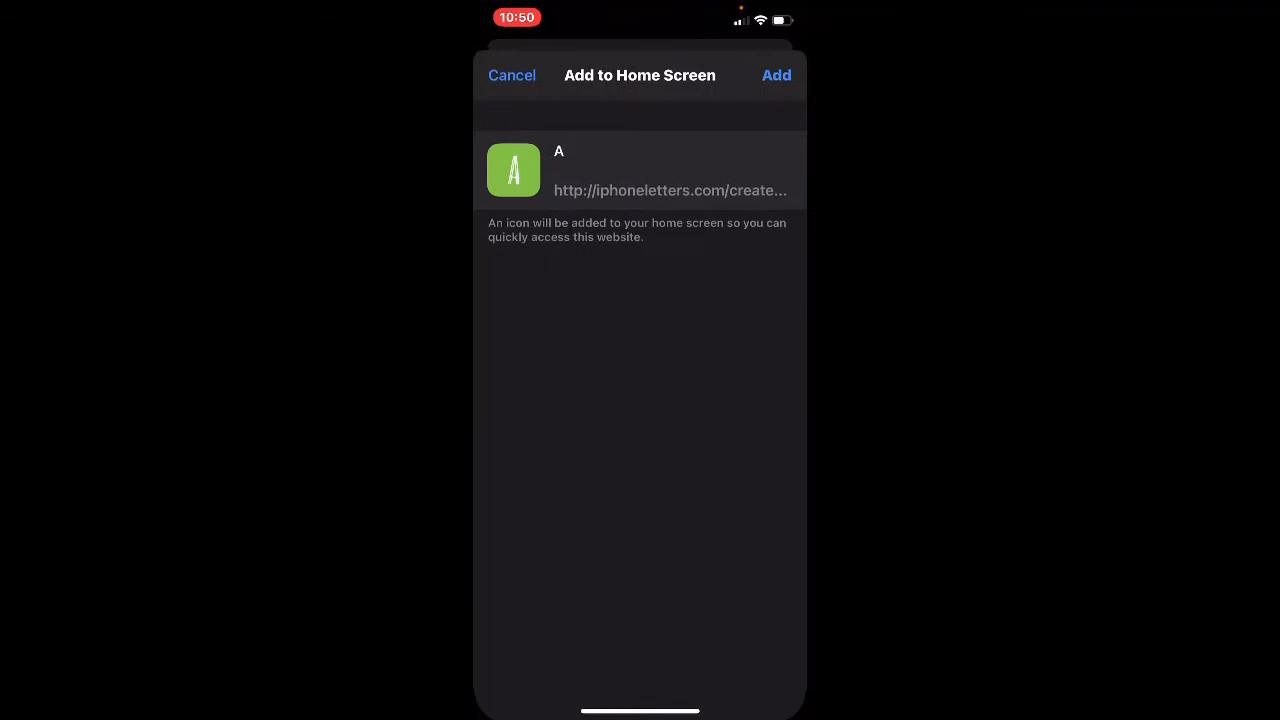 10:50
Cancel
Add to Home Screen
Add
A
A
http://iphoneletters.com/create...
An icon will be added to your home screen so you can
quickly access this website.